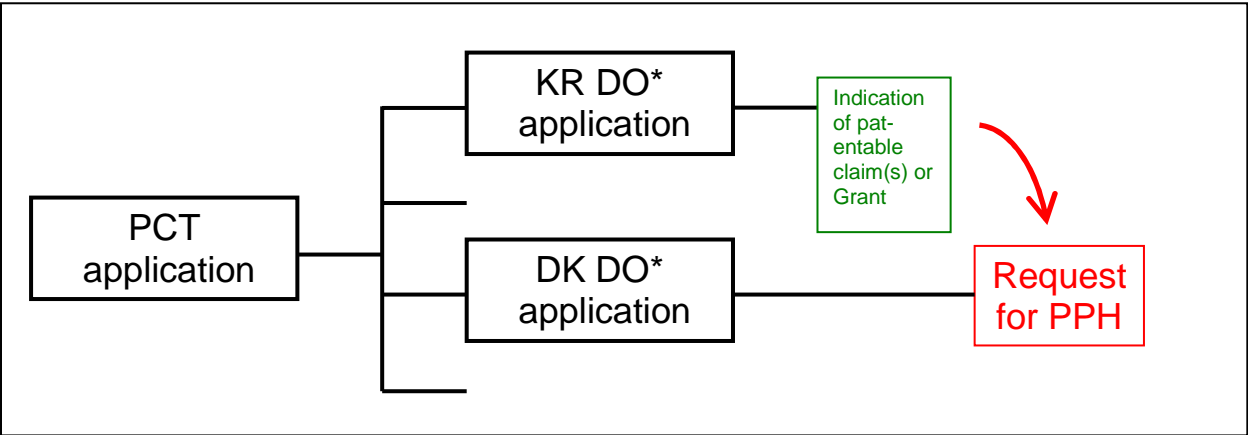 KR DO*
application
Indication
of pat-
entable
claim(s) or
Grant
PCT
application
DK DO*
application
Request
for PPH